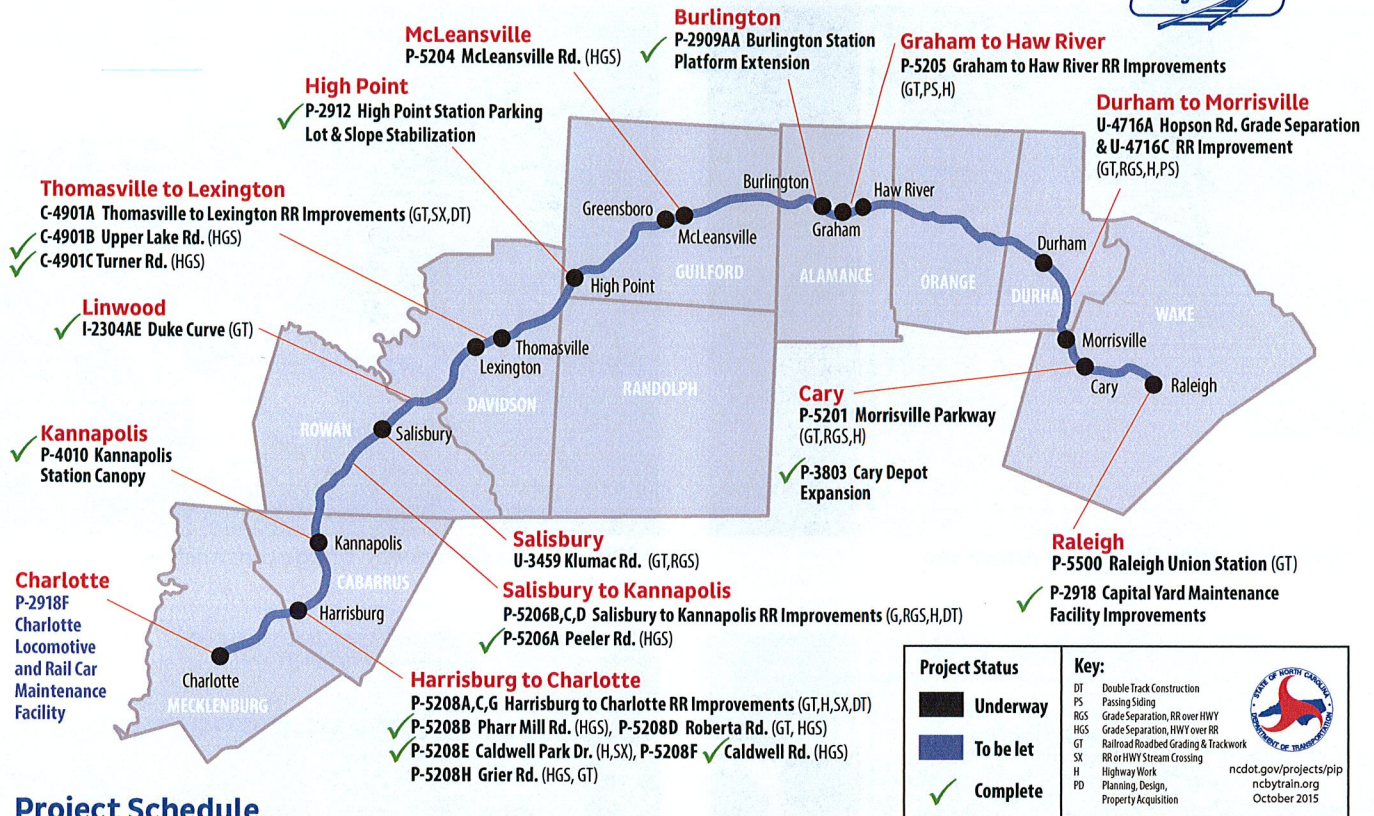 Burlington
P-2909AA Burlington Station
Platform Extension
McLeansville
P-5204 McLeansville Rd. (HGS)
Graham to Haw River
P-5205 Graham to Haw River RR Improvements
(GT,PS,H)
High Point
P-2912 High Point Station Parking
Lot & Slope Stabilization
Durham to Morrisville
U-4716A Hopson Rd. Grade Separation
& U-4716C RR Improvement
(GT,RGS,H,PS)
Thomasville to Lexington
C-4901A Thomasville to Lexington RR Improvements (GT,SX,DT)
C-4901B Upper Lake Rd. (HGS)
C-4901C Turner Rd. (HGS)
Linwood
I-2304AE Duke Curve (GT)
Kannapolis
P-4010 Kannapolis
Station Canopy
Greensboro
McLeansville
Burlington
Graham
Haw River
Durham
High Point
GUILFORD
ALAMANCE
ORANGE
DURHA
WAKE
Morrisville
Cary
Raleigh
Thomasville
Lexington
DAVIDSON
RANDOLPH
ROWAN
Salisbury
Cary
P-5201 Morrisville Parkway
(GT,RGS,H)
P-3803 Cary Depot
Expansion
Kannapolis
CABARRUS
Harrisburg
Charlotte
MECKLENBURG
Charlotte
P-2918F
Charlotte
Locomotive
and Rail Car
Maintenance
Facility
Salisbury
U-3459 Klumac Rd. (GT,RGS)
Salisbury to Kannapolis
P-5206B,C,D Salisbury to Kannapolis RR Improvements (G,RGS,H,DT)
P-5206A Peeler Rd. (HGS)
Raleigh
P-5500 Raleigh Union Station (GT)
P-2918 Capital Yard Maintenance
Facility Improvements
Harrisburg to Charlotte
P-5208A,C,G Harrisburg to Charlotte RR Improvements (GT,H,SX,DT)
P-5208B Pharr Mill Rd. (HGS), P-5208D Roberta Rd. (GT, HGS)
P-5208E Caldwell Park Dr. (H,SX), P-5208F Caldwell Rd. (HGS)
P-5208H Grier Rd. (HGS, GT)
Project Status
Underway
To be let
Complete
Key:
DT Double Track Construction
PS Passing Siding
RGS Grade Separation, RR over HWY
HGS Grade Separation, HWY over RR
GT Railroad Roadbed Grading & Trackwork
SX RR or HWY Stream Crossing
H Highway Work
PD Planning, Design,
Property Acquisition
STATE OF NORTH CAROLINA
DEPARTMENT OF TRANSPORTATION
ncdot.gov/projects/pip
ncbytrain.org
October 2015
Project Schedule